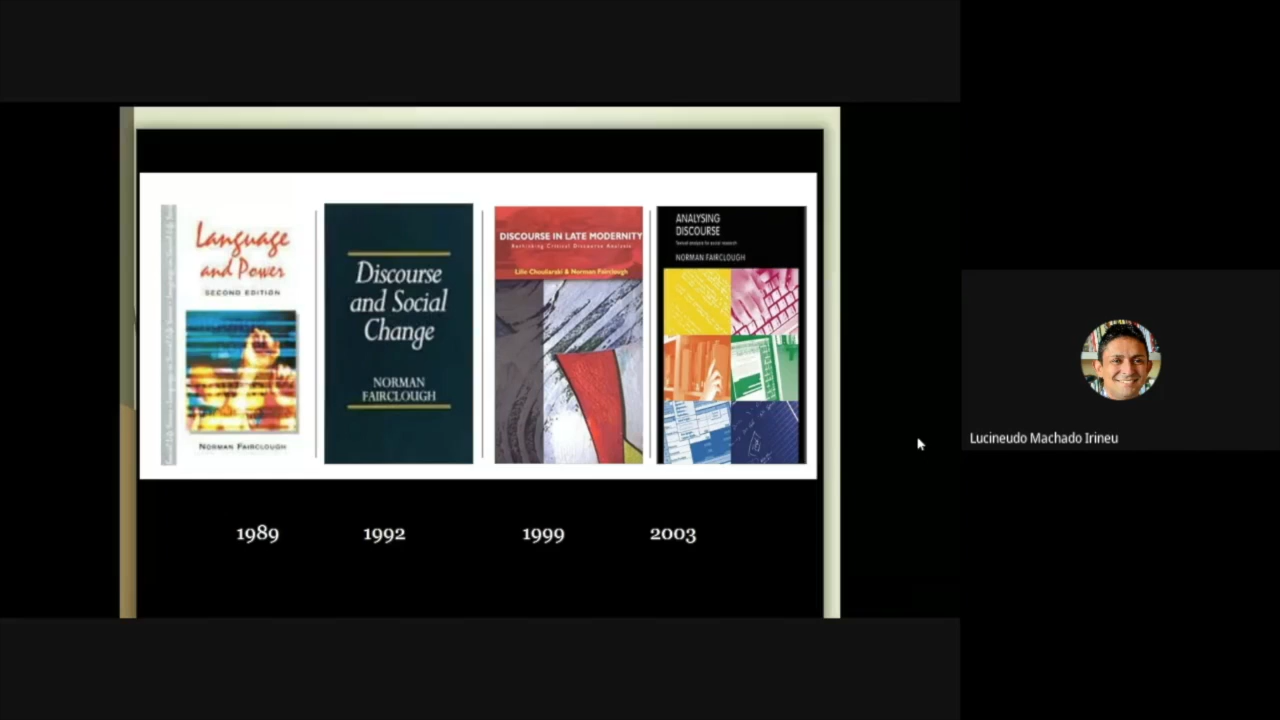 Language
and Power
SECOND EDITION
NORMAN FAIRCLOUGH
Discourse
and Social
Change
NORMAN
FAIRCLOUGH
DISCOURSE IN LATE MODERNITY
Rethinking Critical Discourse Analysis
Lilie Chouliaraki & Norman Fairclough
ANALYSING
DISCOURSE
Textual analysis for social research
NORMAN FAIRCLOUGH
1989
1992
1999
2003
Lucineudo Machado Irineu